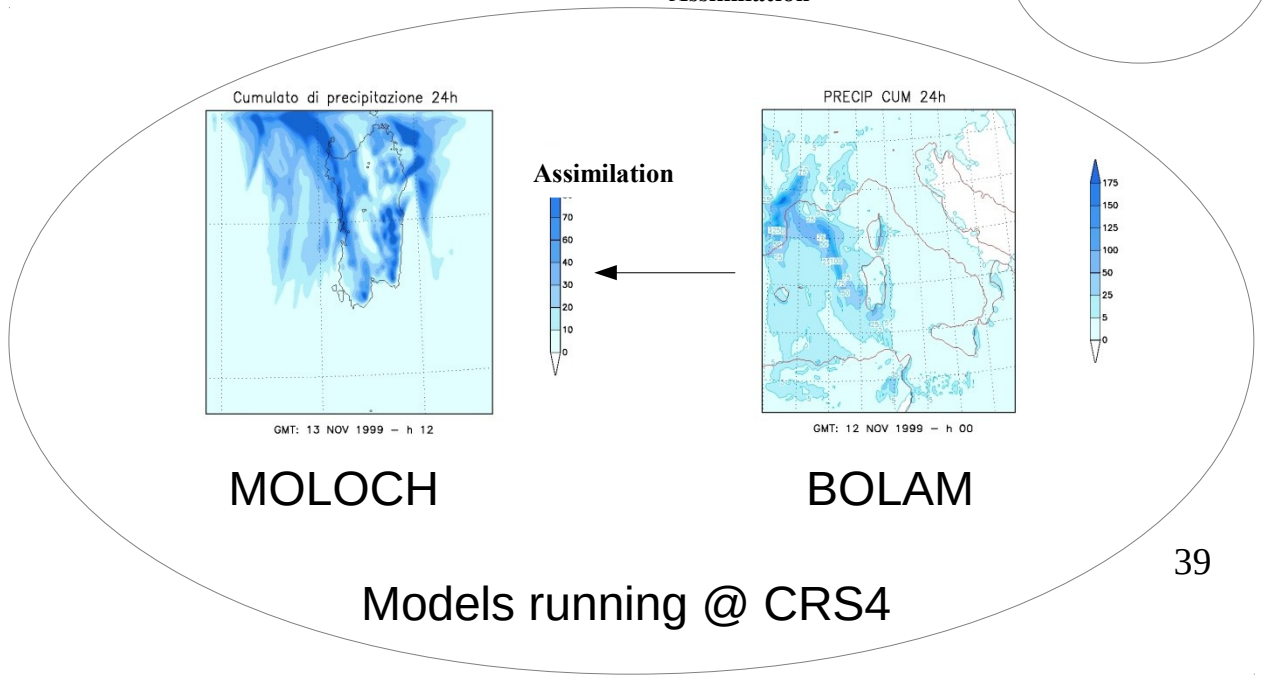 Cumulato di precipitazione 24h
PRECIP CUM 24h
Assimilation
70
60
40
30
20
10
0
175
150
125
100
50
25
5
0
GMT: 13 NOV 1999 – h 12
GMT: 12 NOV 1999 – h 00
MOLOCH
BOLAM
39
Models running @ CRS4